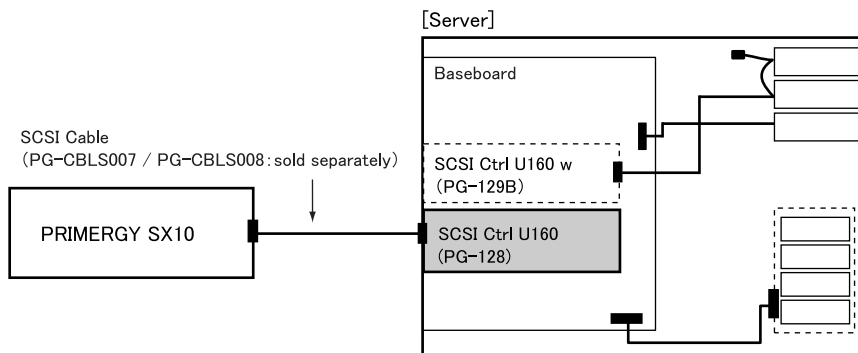 [Server]
Baseboard
SCSI Cable
(PG-CBLS007 / PG-CBLS008:sold separately)
SCSI Ctrl U160 w
(PG-129B)
PRIMERGY SX10
SCSI Ctrl U160
(PG-128)